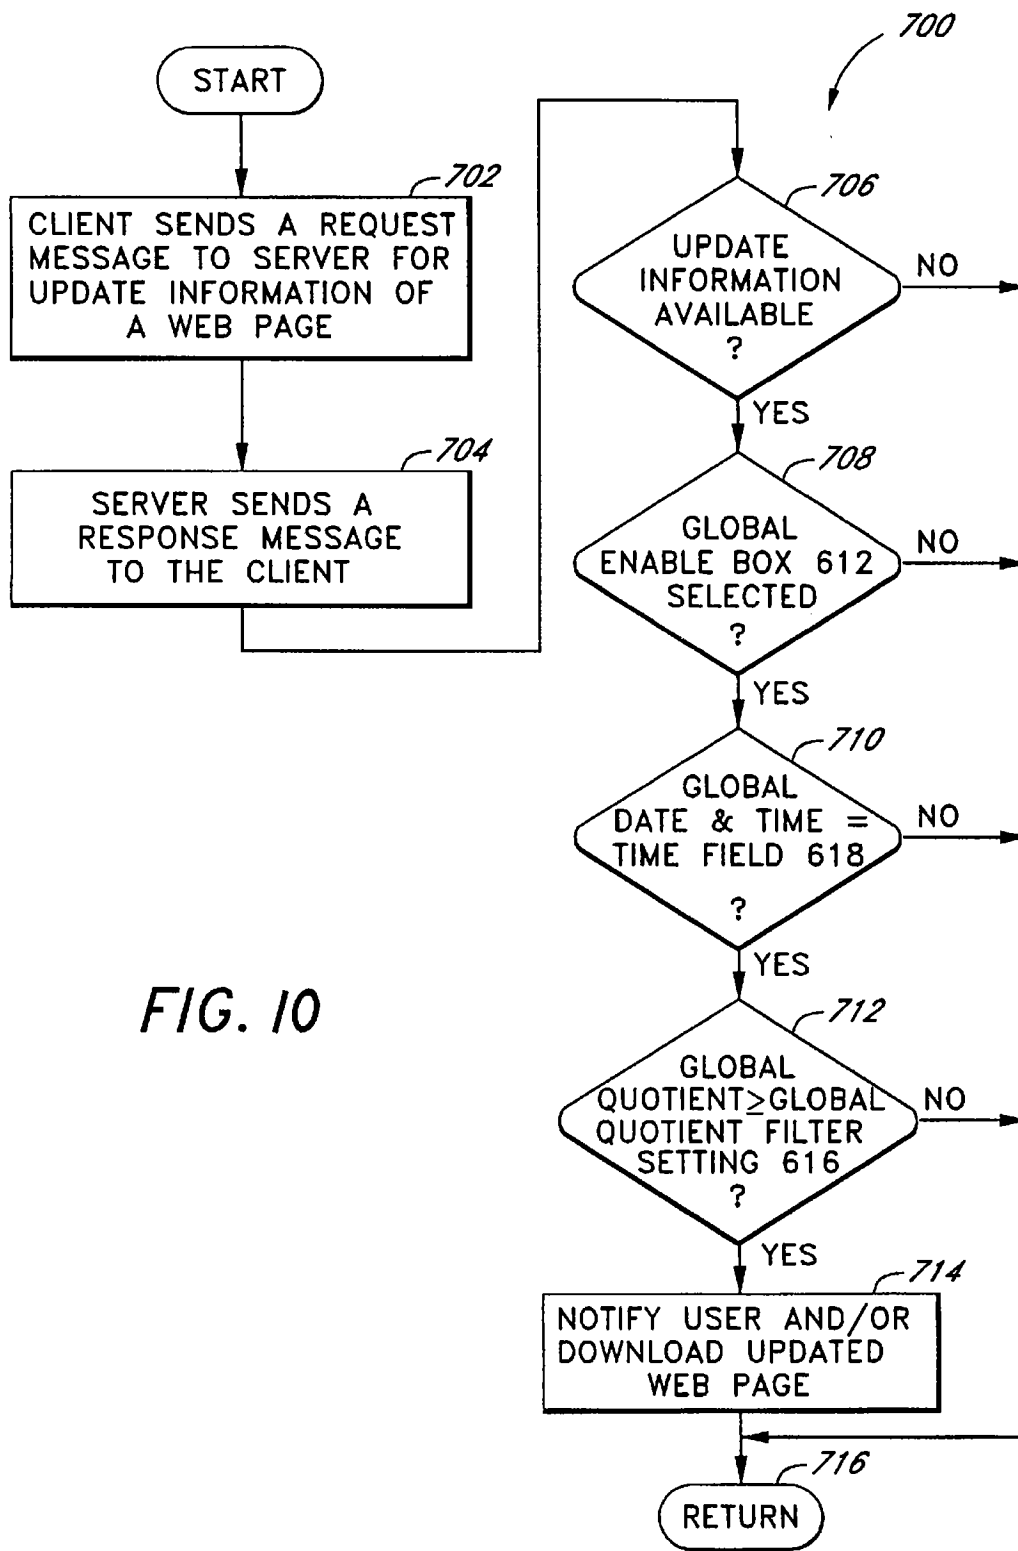 700
START
702
CLIENT SENDS A REQUEST
MESSAGE TO SERVER FOR
UPDATE INFORMATION OF
A WEB PAGE
704
SERVER SENDS A
RESPONSE MESSAGE
TO THE CLIENT
706
UPDATE
INFORMATION
AVAILABLE
?
NO
YES
708
GLOBAL
ENABLE BOX 612
SELECTED
?
NO
YES
710
GLOBAL
DATE & TIME =
TIME FIELD 618
?
NO
YES
712
GLOBAL
QUOTIENT≥GLOBAL
QUOTIENT FILTER
SETTING 616
?
NO
YES
714
NOTIFY USER AND/OR
DOWNLOAD UPDATED
WEB PAGE
716
RETURN
FIG. 10